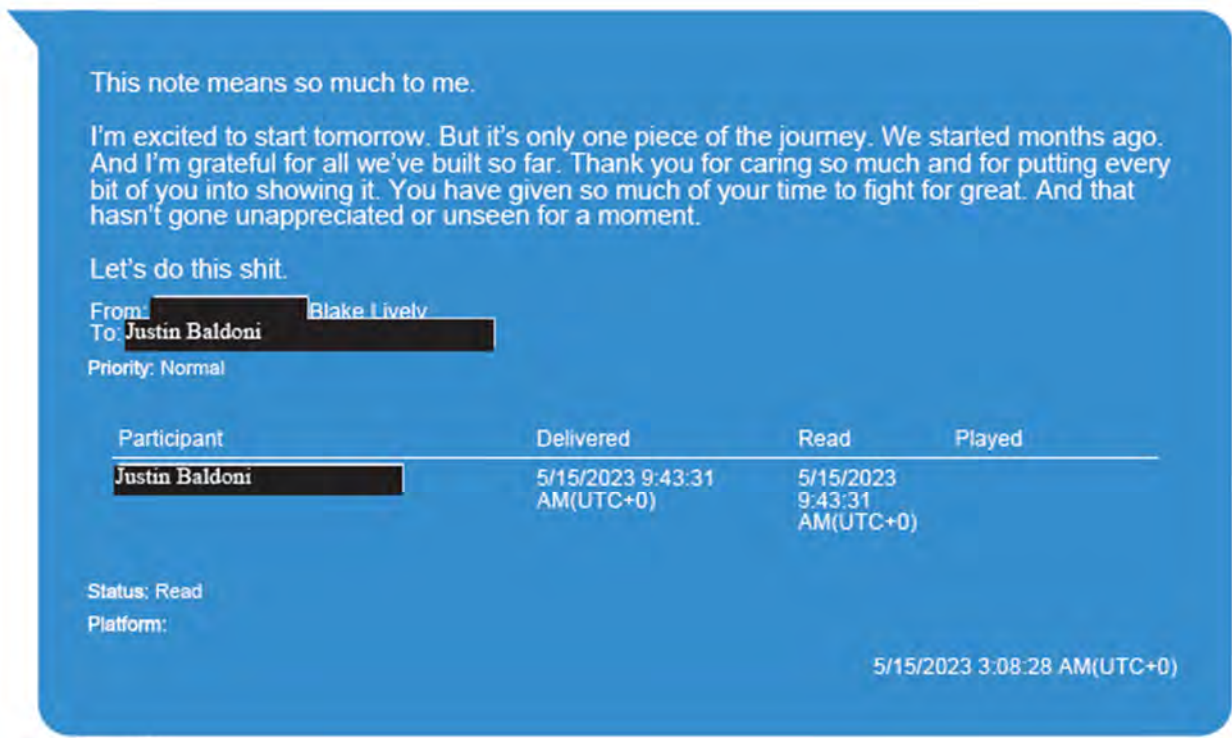 This note means so much to me.
I'm excited to start tomorrow. But it's only one piece of the journey. We started months ago.
And I'm grateful for all we've built so far. Thank you for caring so much and for putting every
bit of you into showing it. You have given so much of your time to fight for great. And that
hasn't gone unappreciated or unseen for a moment.
Let's do this shit.
From: Blake Lively
To: Justin Baldoni
Priority: Normal
Participant Delivered Read Played
Justin Baldoni 5/15/2023 9:43:31 5/15/2023
AM(UTC+0) 9:43:31
AM(UTC+0)
Status: Read
Platform:
5/15/2023 3:08:28 AM(UTC+0)